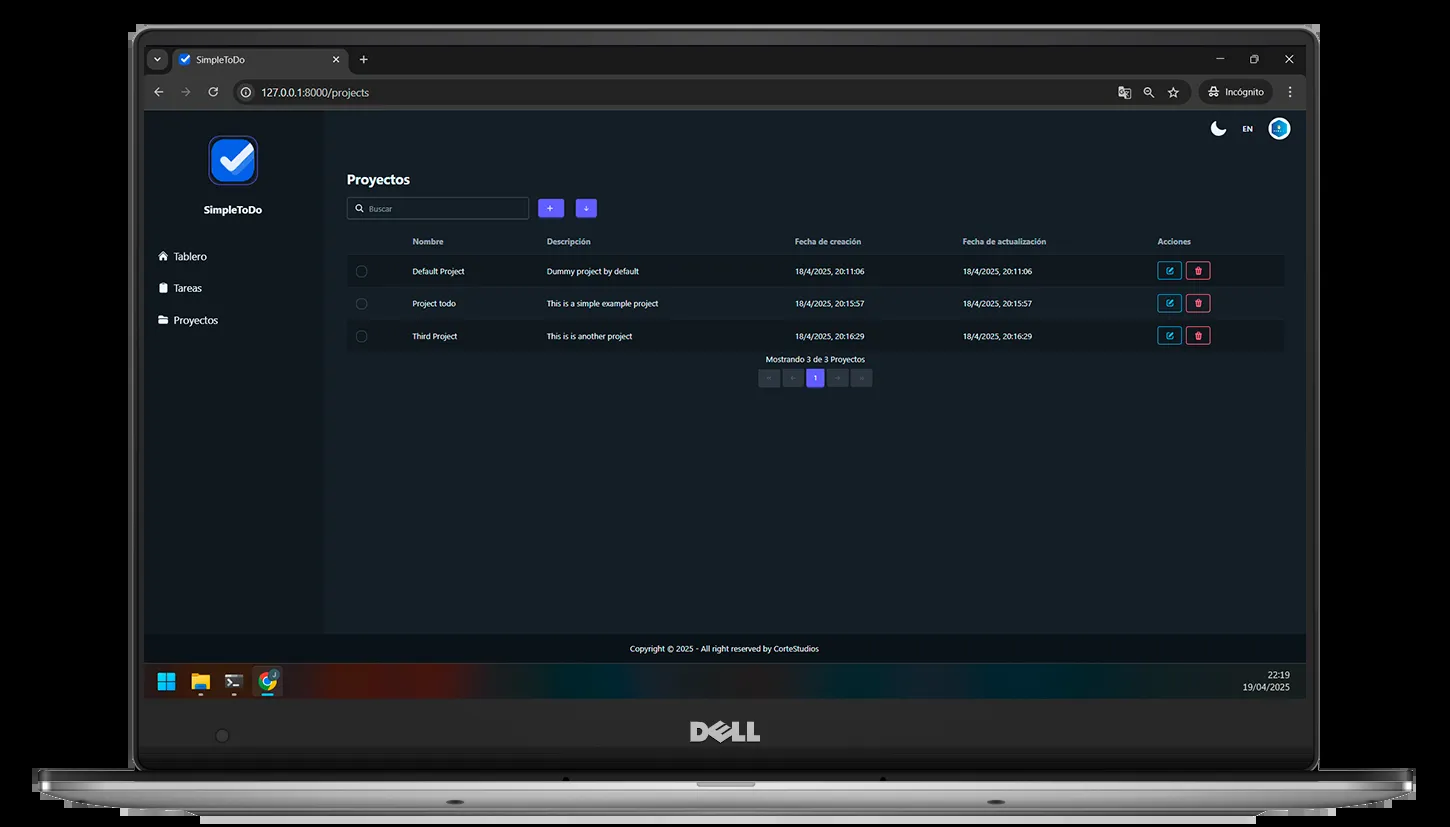 SimpleToDo
127.0.0.1:8000/projects
Incógnito
EN
SimpleToDo
Tablero
Tareas
Proyectos
Proyectos
Buscar
Nombre Descripción Fecha de creación Fecha de actualización Acciones
Default Project Dummy project by default 18/4/2025, 20:11:06 18/4/2025, 20:11:06
Project todo This is a simple example project 18/4/2025, 20:15:57 18/4/2025, 20:15:57
Third Project This is is another project 18/4/2025, 20:16:29 18/4/2025, 20:16:29
Mostrando 3 de 3 Proyectos
1
Copyright © 2025 - All right reserved by CorteStudios
22:19
19/04/2025
DELL